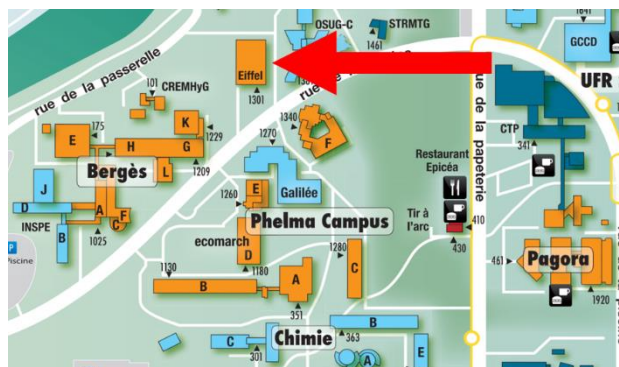 OSUG-C
STRMTG
1461
1641
GCCD
UFR
rue de la passerelle
Eiffel
1301
rue de la
101
CREMHyG
175
E
H
K
G
1229
1209
L
Bergès
1340
F
1270
CTP
341
rue de la papeterie
Restaurant
Epicéa
J
D
INSPE
B
A
F
C
1025
1260
E
Galilée
Phelma Campus
Tir à
l'arc
410
430
ecomarch
D
1180
1280
C
461
Pagora
1920
Piscine
P
1130
B
A
351
B
363
Chimie
C
301
A
E